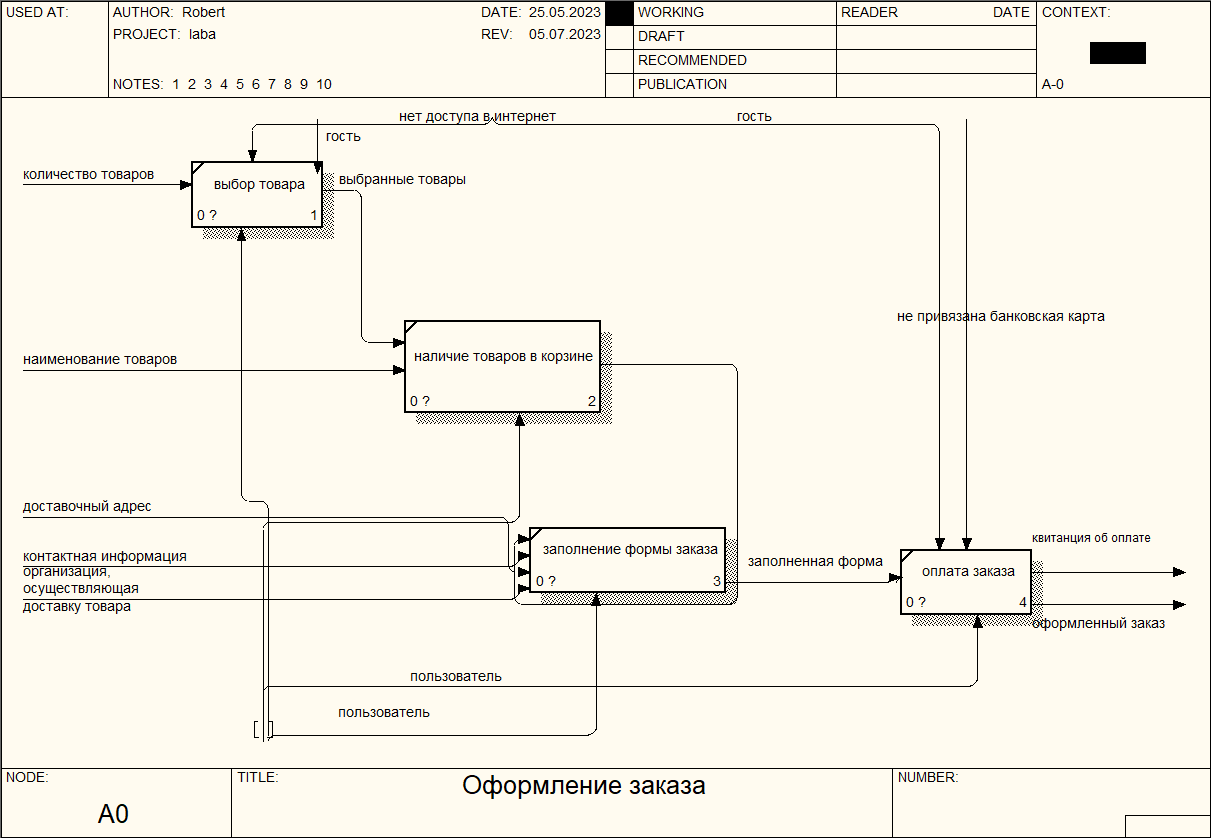 USED AT:
AUTHOR: Robert
DATE: 25.05.2023
PROJECT: laba
REV: 05.07.2023
NOTES: 1 2 3 4 5 6 7 8 9 10
WORKING
DRAFT
RECOMMENDED
PUBLICATION
READER
DATE
CONTEXT:
A-0
нет доступа в интернет
гость
гость
количество товаров
выбор товара
0 ?
1
выбранные товары
не привязана банковская карта
наименование товаров
наличие товаров в корзине
0 ?
2
доставочный адрес
контактная информация
организация,
осуществляющая
доставку товара
заполнение формы заказа
0 ?
3
заполненная форма
квитанция об оплате
оплата заказа
0 ?
4
оформленный заказ
пользователь
пользователь
NODE:
A0
TITLE:
Оформление заказа
NUMBER: